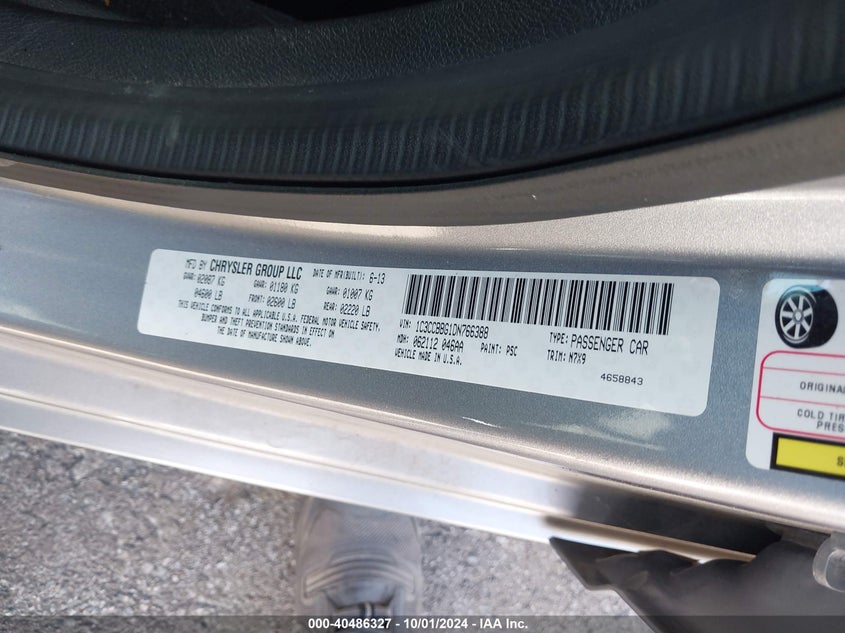 MFD BY CHRYSLER GROUP LLC DATE OF MFR(BUILT): 6-13
GVWR: 02087 KG GAWR: 01180 KG GAWR: 01007 KG
04600 LB FRONT: 02600 LB REAR: 02220 LB
THIS VEHICLE CONFORMS TO ALL APPLICABLE U.S.A. FEDERAL MOTOR VEHICLE SAFETY,
BUMPER AND THEFT PREVENTION STANDARDS IN EFFECT ON
THE DATE OF MANUFACTURE SHOWN ABOVE.
VIN: 1C3CCBBG1DN766388 TYPE: PASSENGER CAR
MDH: 062112 046AA PAINT: PSC TRIM: N7X9
VEHICLE MADE IN U.S.A.
4658843
ORIGINAL
COLD TIR
PRES
S
000-40486327 - 10/01/2024 - IAA Inc.